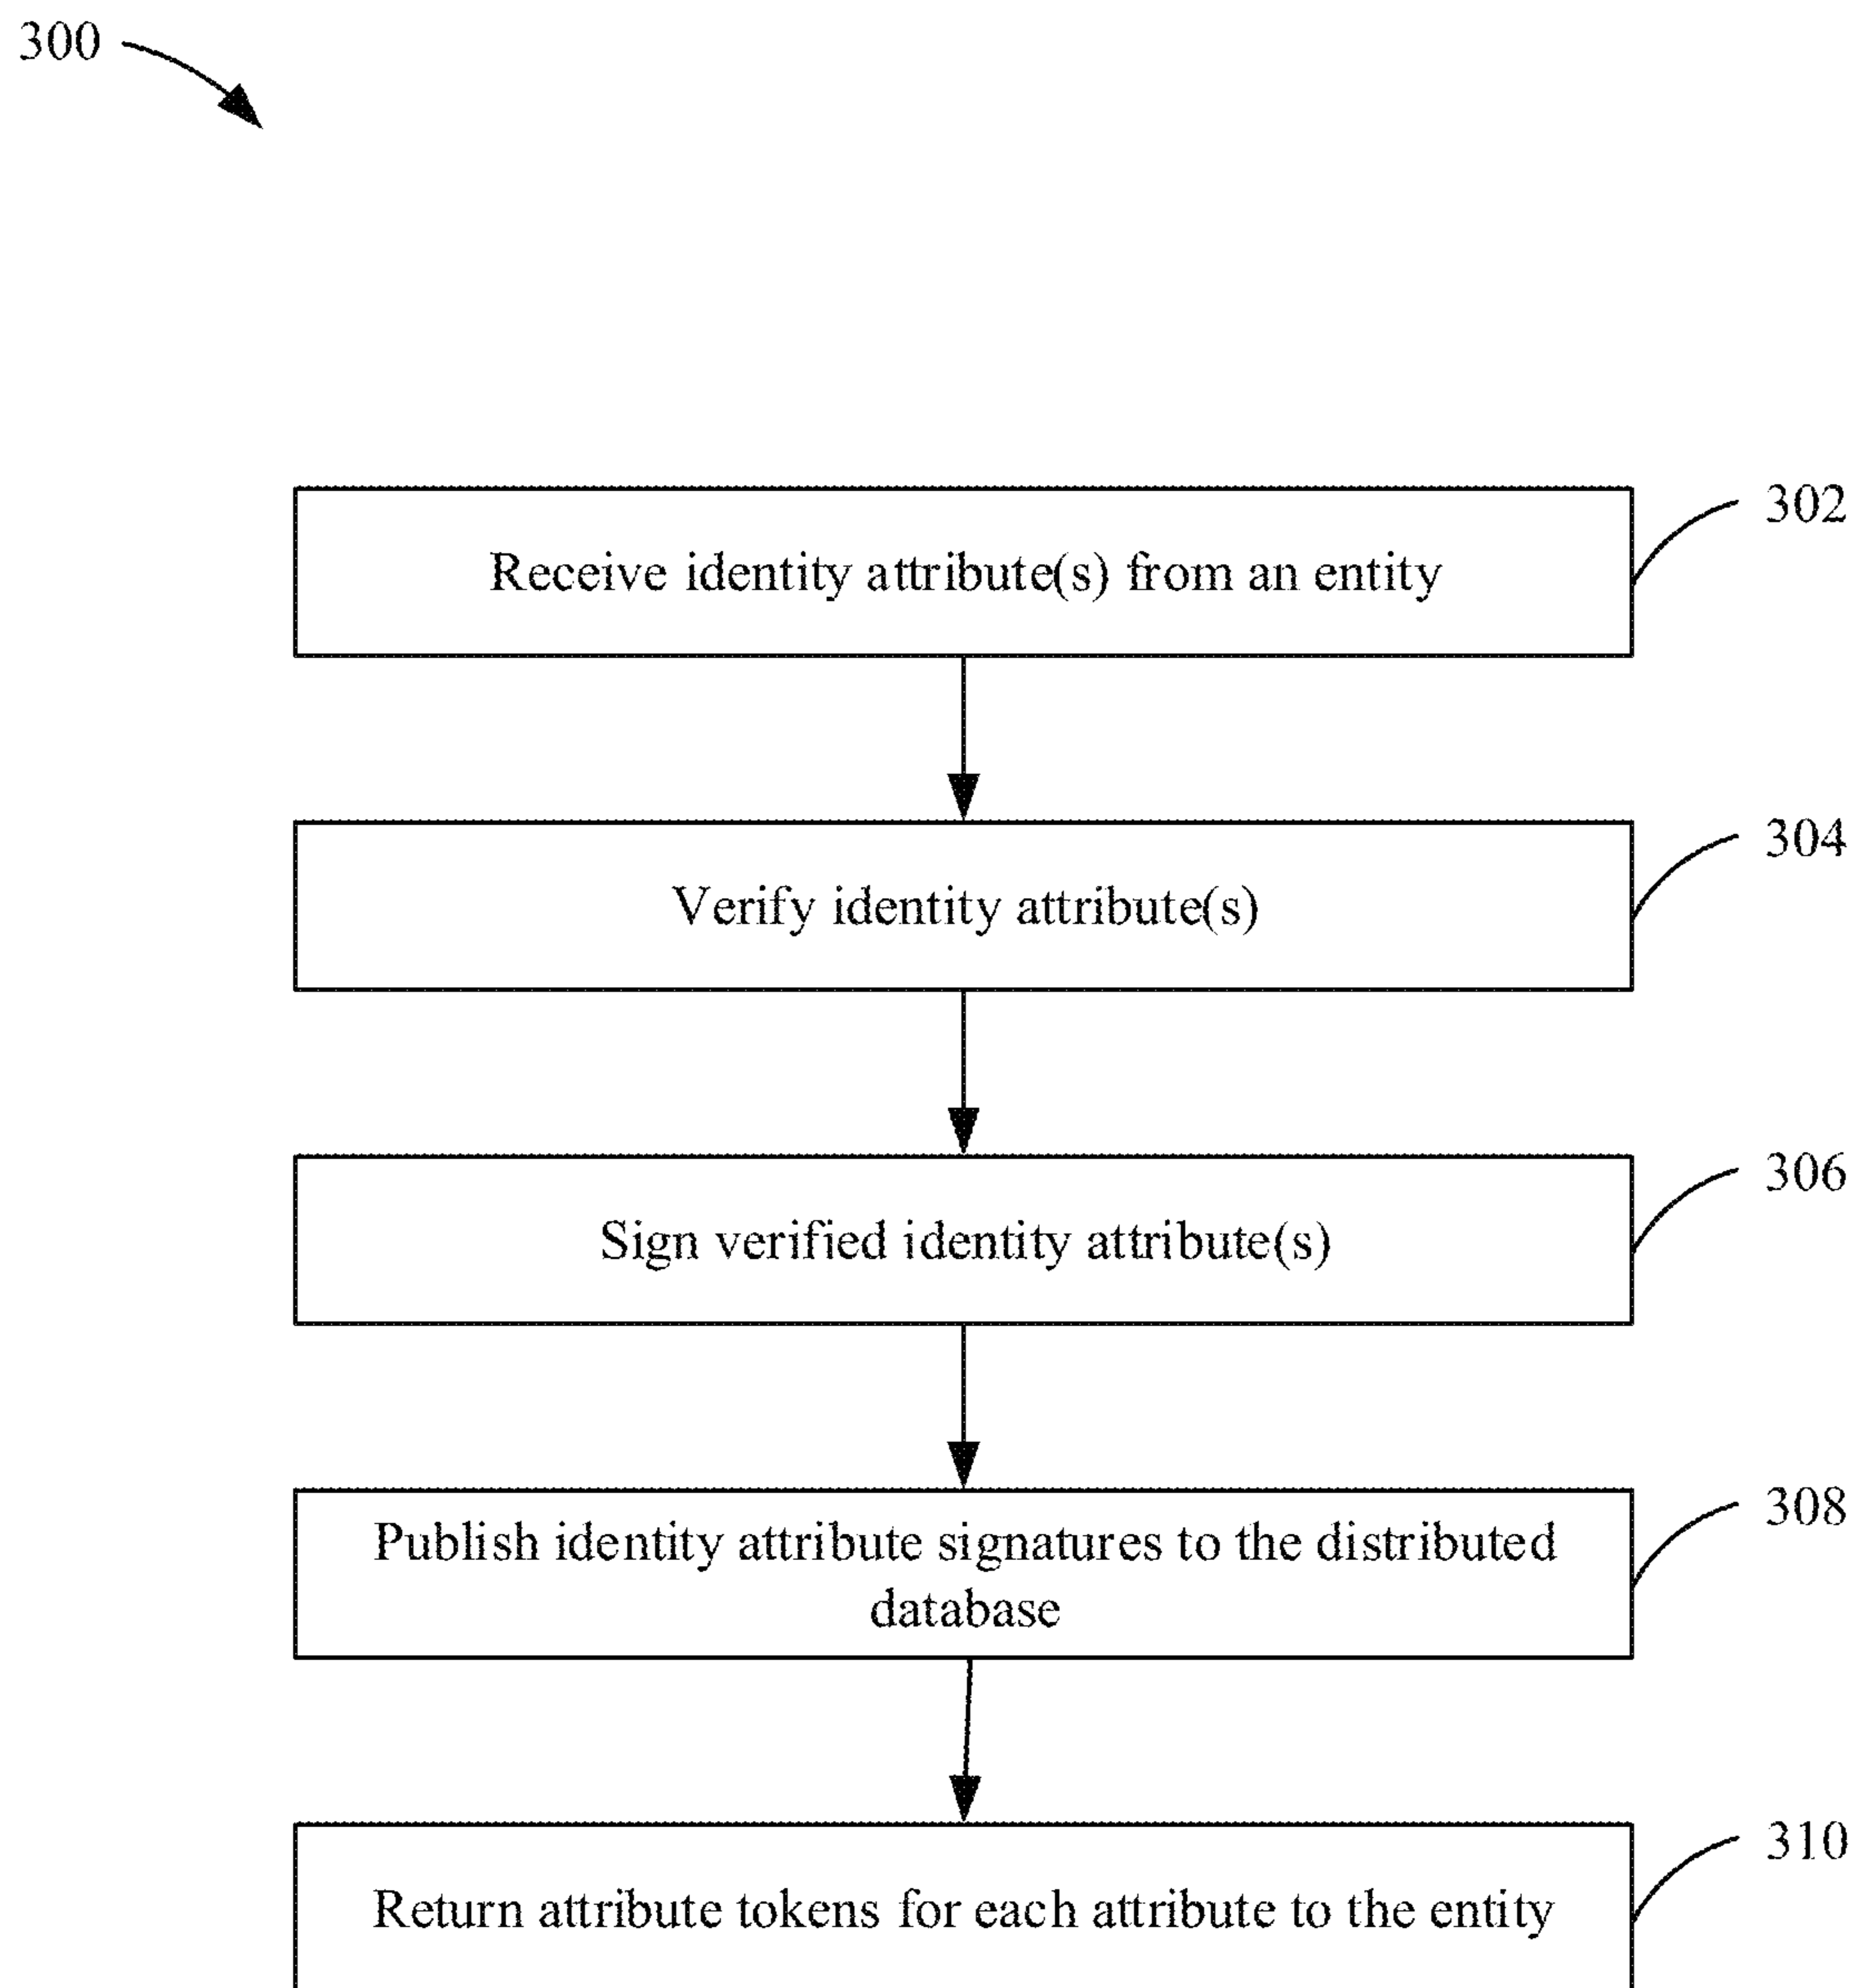 300
302
Receive identity attribute(s) from an entity
304
Verify identity attribute(s)
306
Sign verified identity attribute(s)
308
Publish identity attribute signatures to the distributed
database
310
Return attribute tokens for each attribute to the entity